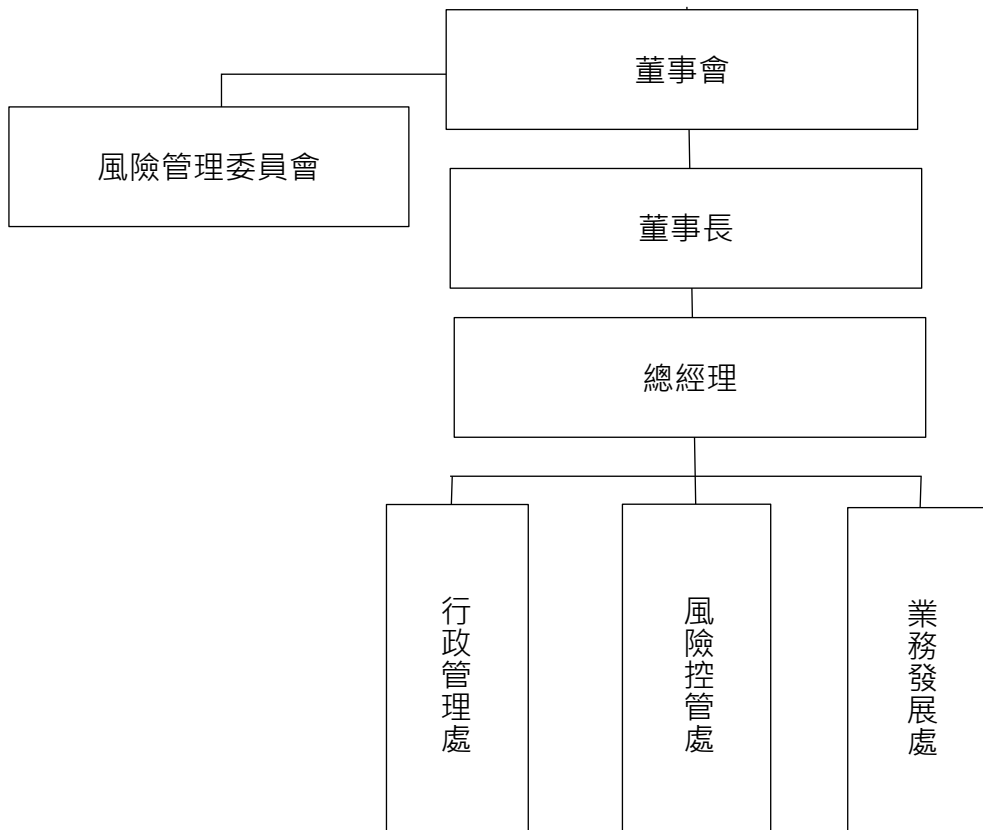 董事會
風險管理委員會
董事長
總經理
行政管理處
風險控管處
業務發展處